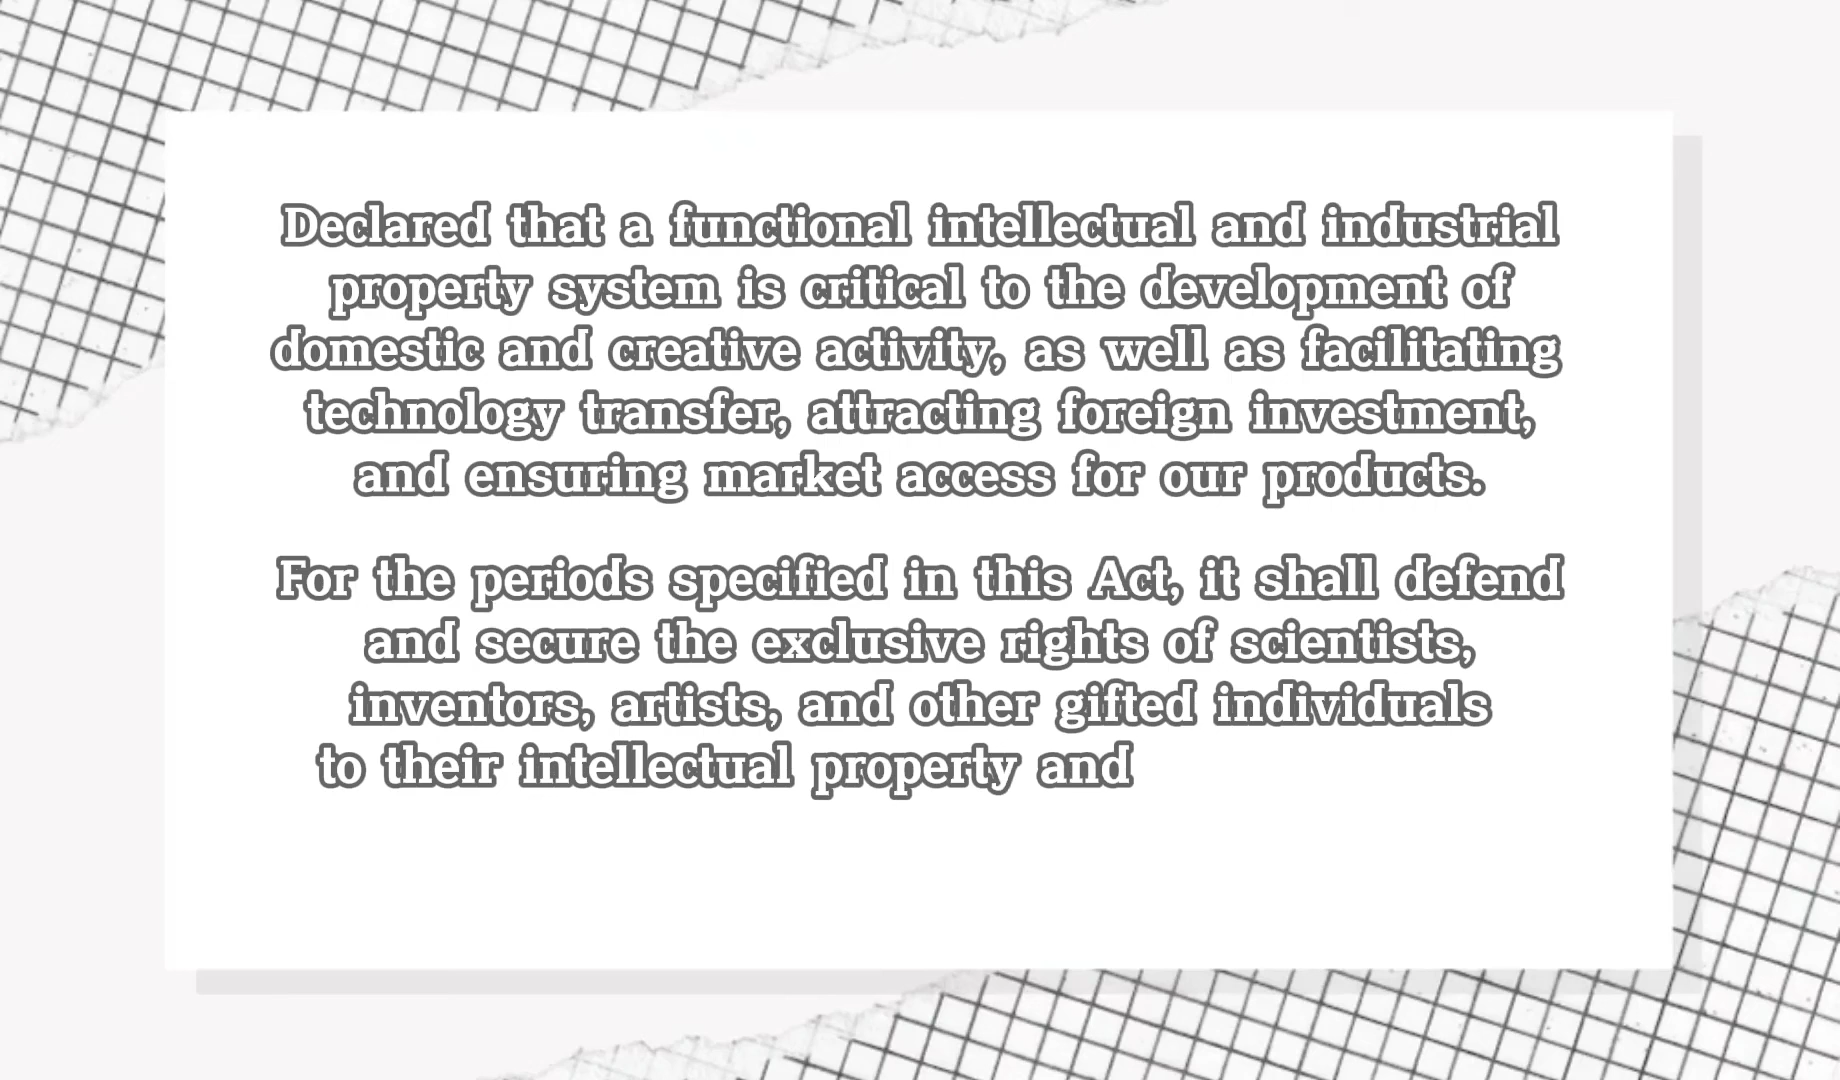 Declared that a functional intellectual and industrial
property system is critical to the development of
domestic and creative activity, as well as facilitating
technology transfer, attracting foreign investment,
and ensuring market access for our products.
For the periods specified in this Act, it shall defend
and secure the exclusive rights of scientists,
inventors, artists, and other gifted individuals
to their intellectual property and